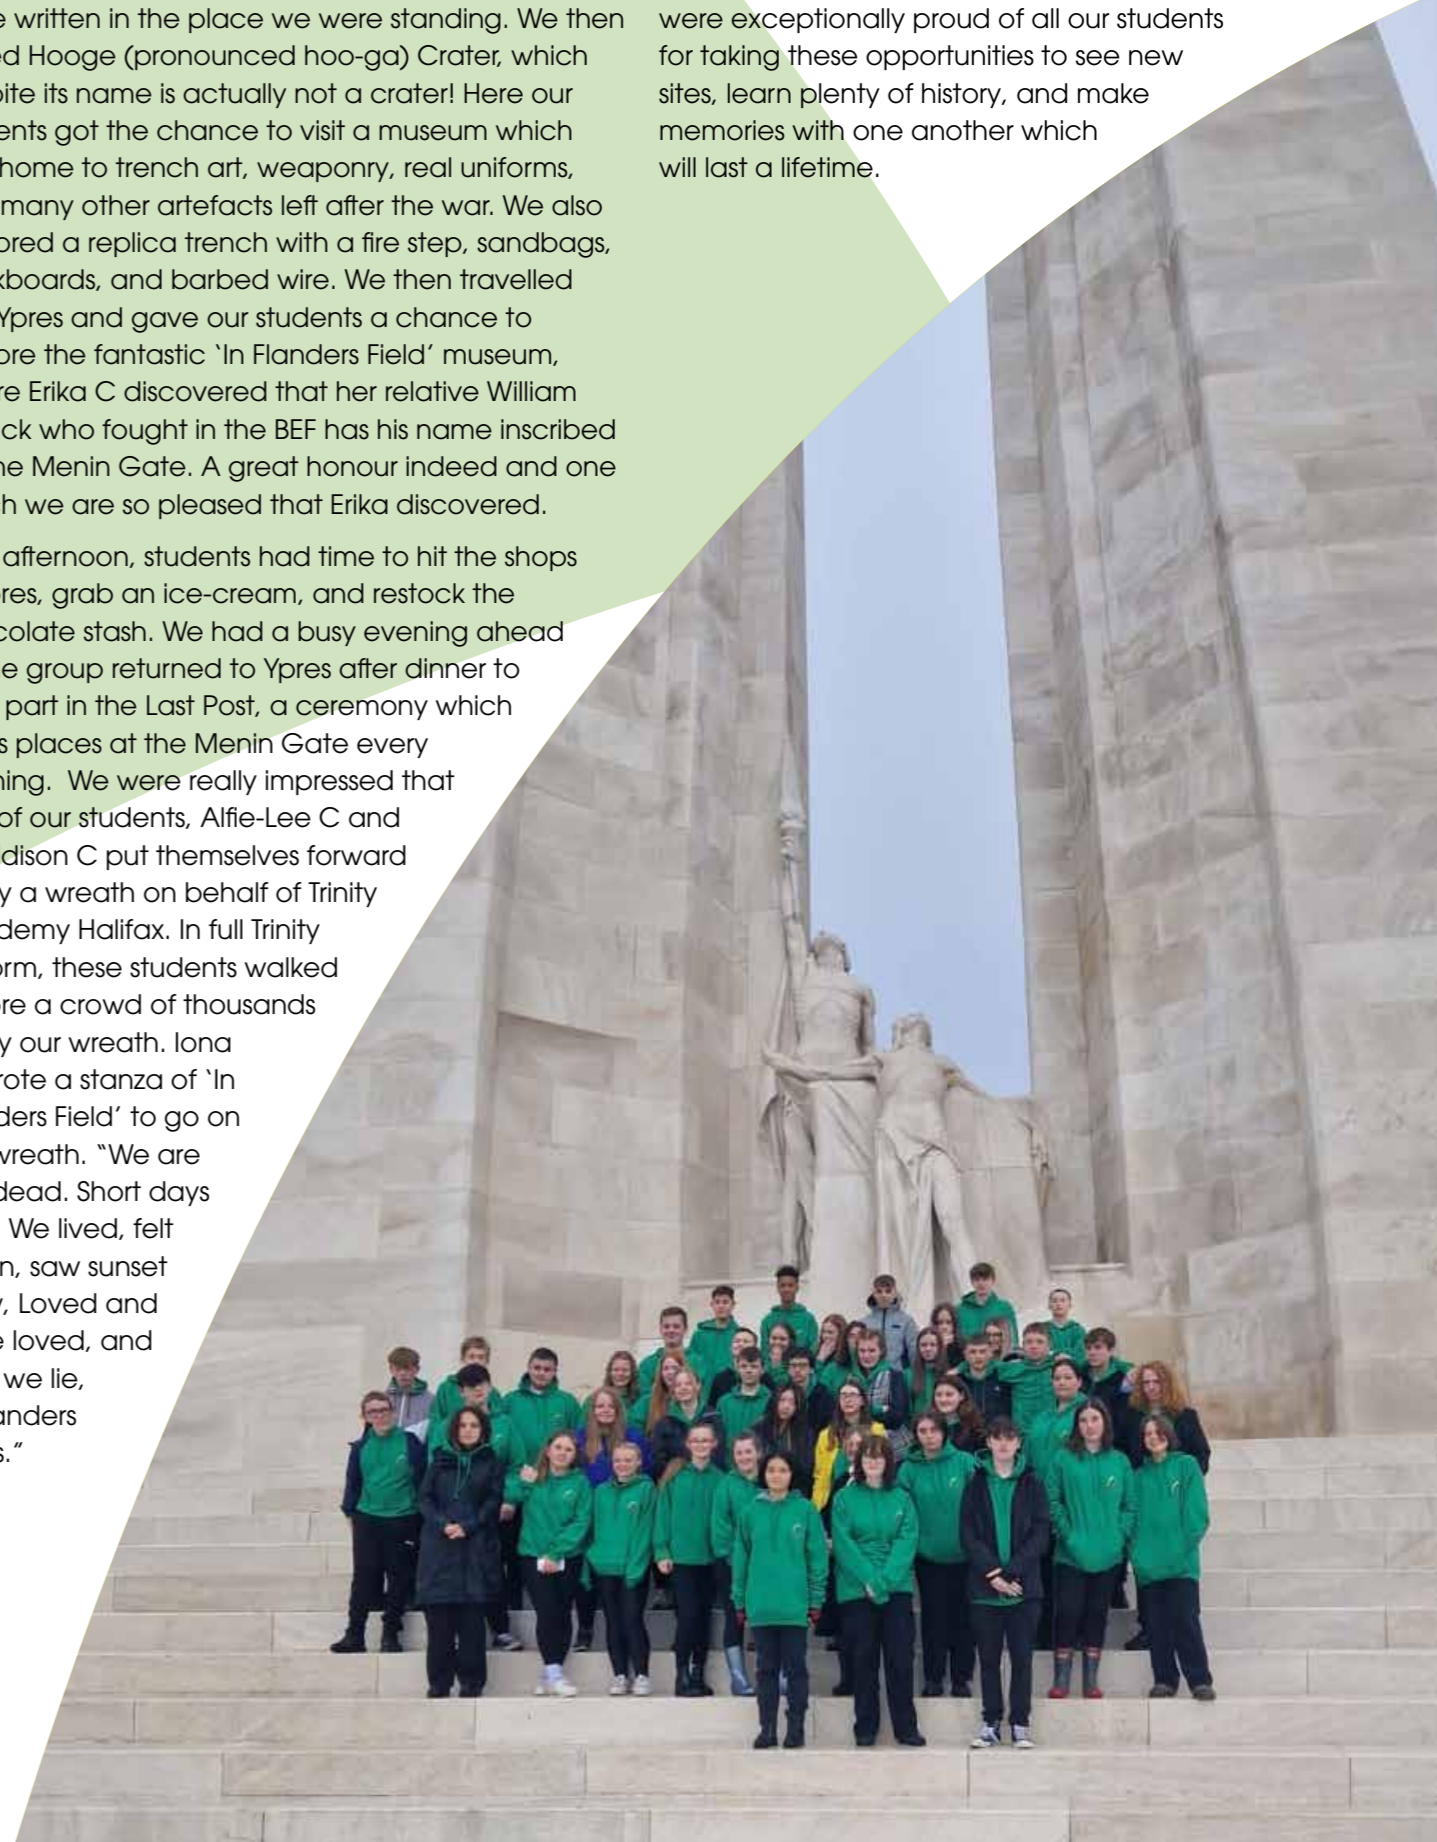 e written in the place we were standing. We then
ed Hooge (pronounced hoo-ga) Crater, which
pite its name is actually not a crater! Here our
ents got the chance to visit a museum which
home to trench art, weaponry, real uniforms,
many other artefacts left after the war. We also
ored a replica trench with a fire step, sandbags,
kboards, and barbed wire. We then travelled
Ypres and gave our students a chance to
ore the fantastic ‘In Flanders Field’ museum,
re Erika C discovered that her relative William
ck who fought in the BEF has his name inscribed
he Menin Gate. A great honour indeed and one
ch we are so pleased that Erika discovered.
afternoon, students had time to hit the shops
pres, grab an ice-cream, and restock the
colate stash. We had a busy evening ahead
e group returned to Ypres after dinner to
part in the Last Post, a ceremony which
s places at the Menin Gate every
ning. We were really impressed that
of our students, Alfie-Lee C and
dison C put themselves forward
y a wreath on behalf of Trinity
demy Halifax. In full Trinity
orm, these students walked
re a crowd of thousands
y our wreath. Iona
rote a stanza of ‘In
ders Field’ to go on
wreath. “We are
dead. Short days
We lived, felt
n, saw sunset
, Loved and
e loved, and
we lie,
anders
s.”
were exceptionally proud of all our students
for taking these opportunities to see new
sites, learn plenty of history, and make
memories with one another which
will last a lifetime.